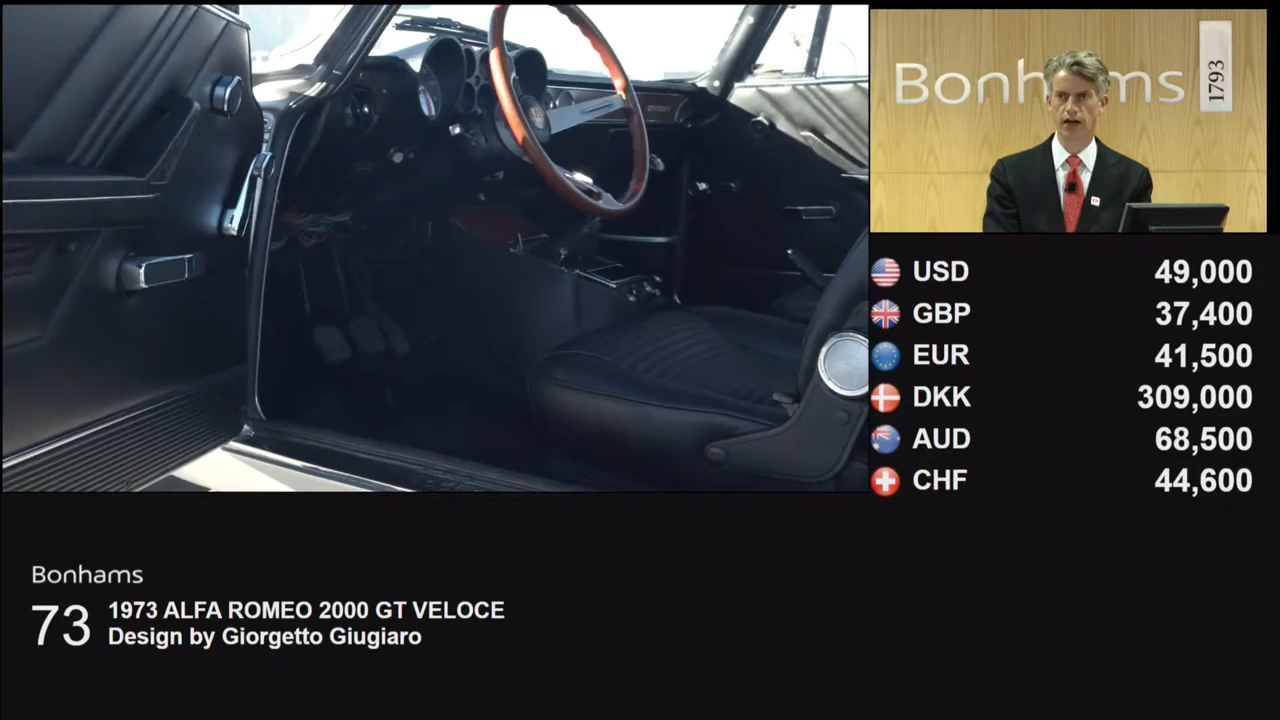 Bonhams
1793
USD 49,000
GBP 37,400
EUR 41,500
DKK 309,000
AUD 68,500
CHF 44,600
Bonhams
73
1973 ALFA ROMEO 2000 GT VELOCE
Design by Giorgetto Giugiaro